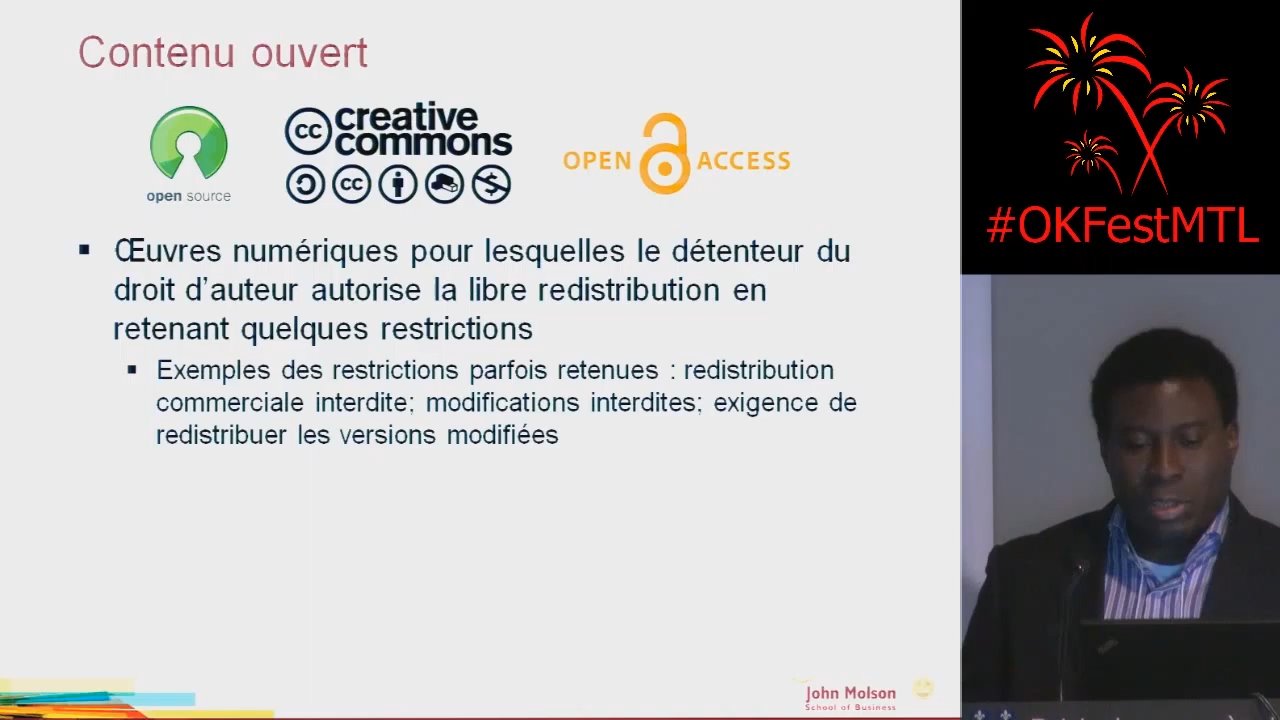 Contenu ouvert
open source
creative
commons
cc
cc
OPEN ACCESS
Œuvres numériques pour lesquelles le détenteur du
droit d'auteur autorise la libre redistribution en
retenant quelques restrictions
Exemples des restrictions parfois retenues : redistribution
commerciale interdite; modifications interdites; exigence de
redistribuer les versions modifiées
John Molson
School of Business
#OKFestMTL